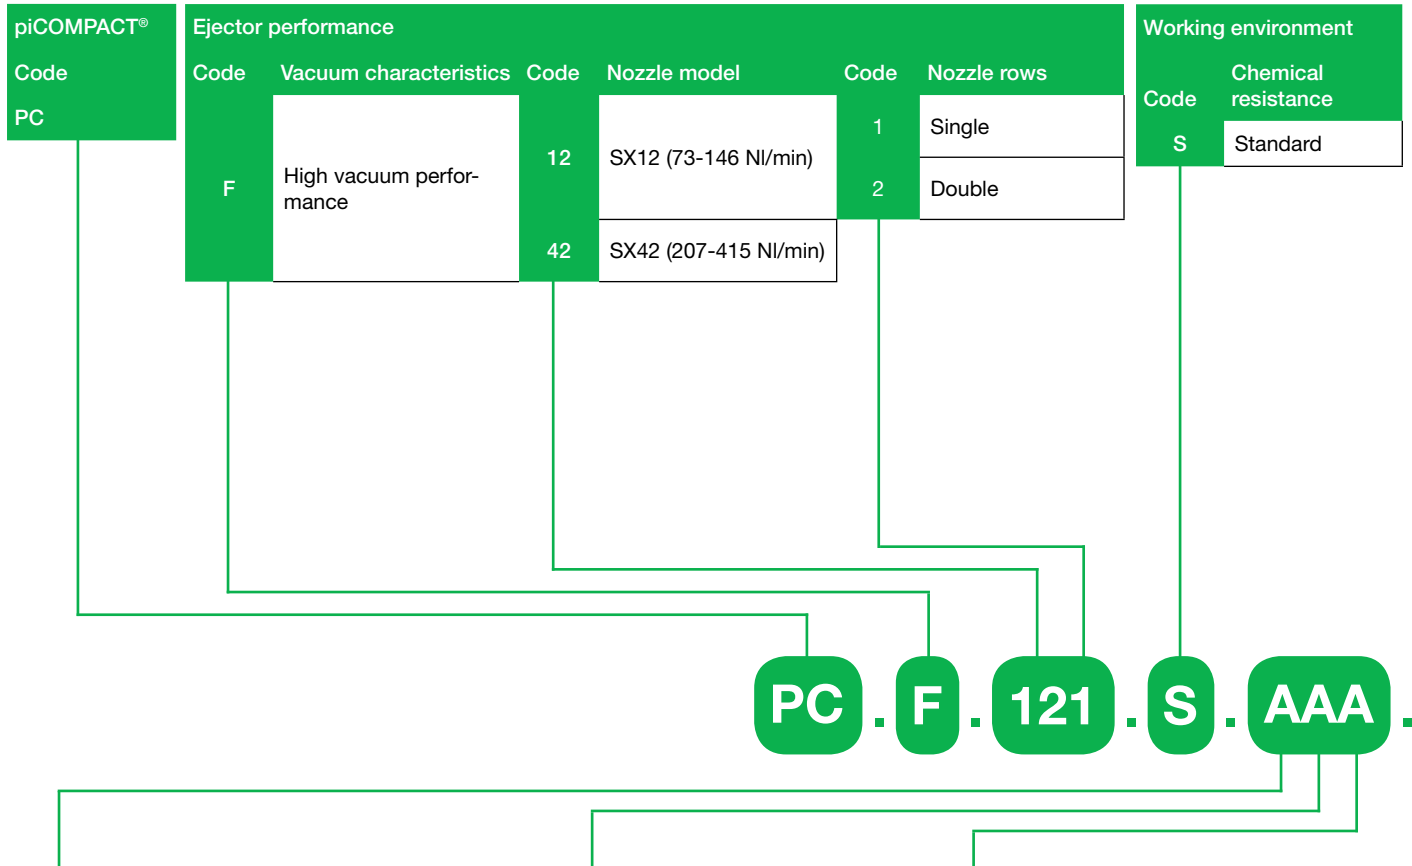 piCOMPACT®
Code
PC
Ejector performance
Code Vacuum characteristics Code Nozzle model Code Nozzle rows
F
High vacuum perfor-
mance
12 SX12 (73-146 Nl/min)
42 SX42 (207-415 Nl/min)
1 Single
2 Double
Working environment
Code Chemical
resistance
S Standard
PC . F . 121 . S . AAA .